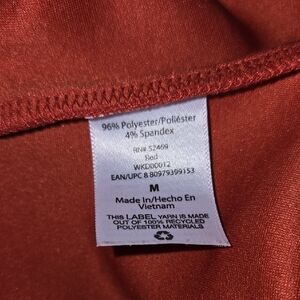 96% Polyester/Poliéster
4% Spandex
RN# 52469
Red
WKD00012
EAN/UPC 8 80979399153
M
Made in/Hecho En
Vietnam
THIS LABEL YARN IS MADE
OUT OF 100% RECYCLED
POLYESTER MATERIALS